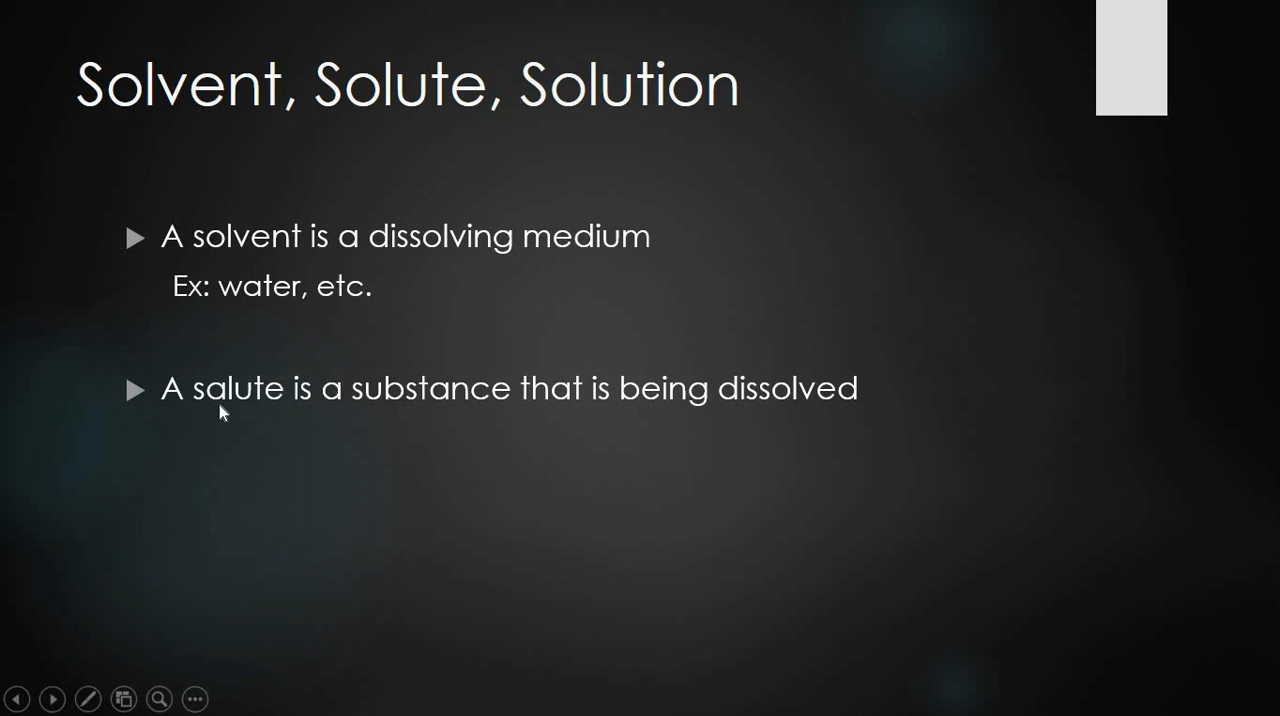 Solvent, Solute, Solution
A solvent is a dissolving medium
Ex: water, etc.
A salute is a substance that is being dissolved